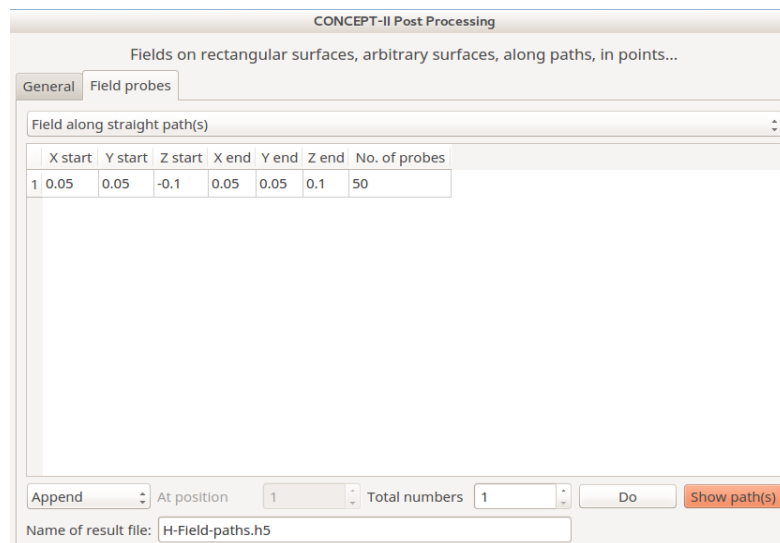 CONCEPT-II Post Processing
Fields on rectangular surfaces, arbitrary surfaces, along paths, in points...
General Field probes
Field along straight path(s)
X start Y start Z start X end Y end Z end No. of probes
1 0.05 0.05 -0.1 0.05 0.05 0.1 50
Append At position 1 Total numbers 1 Do Show path(s)
Name of result file: H-Field-paths.h5